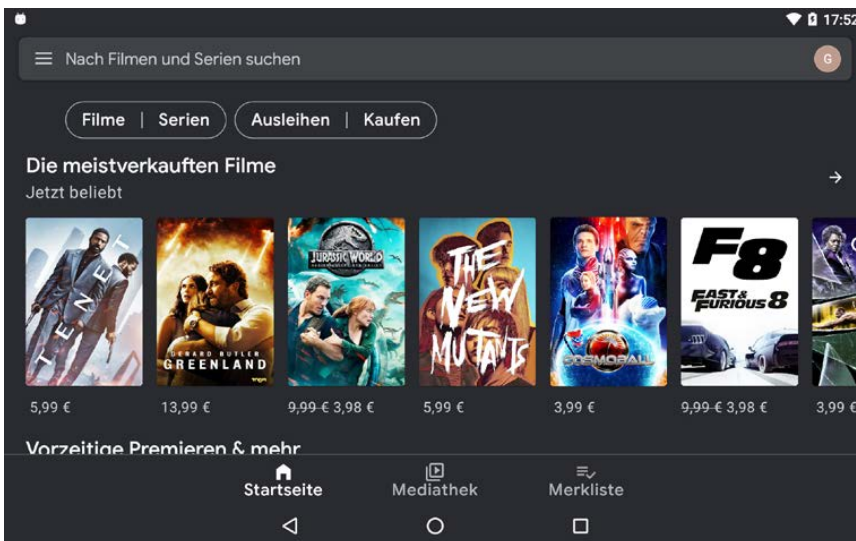 17:52
Nach Filmen und Serien suchen
G
Filme | Serien
Ausleihen | Kaufen
Die meistverkauften Filme
Jetzt beliebt
TENET
GERARD BUTLER
GREENLAND
JURASSIC WORLD
THE
NEW
MUTANTS
COSMOBALL
F8
FAST &
FURIOUS 8
5,99 €
13,99 €
9,99 € 3,98 €
5,99 €
3,99 €
9,99 € 3,98 €
3,99 €
Vorzeitige Premieren & mehr
Startseite
Mediathek
Merkliste